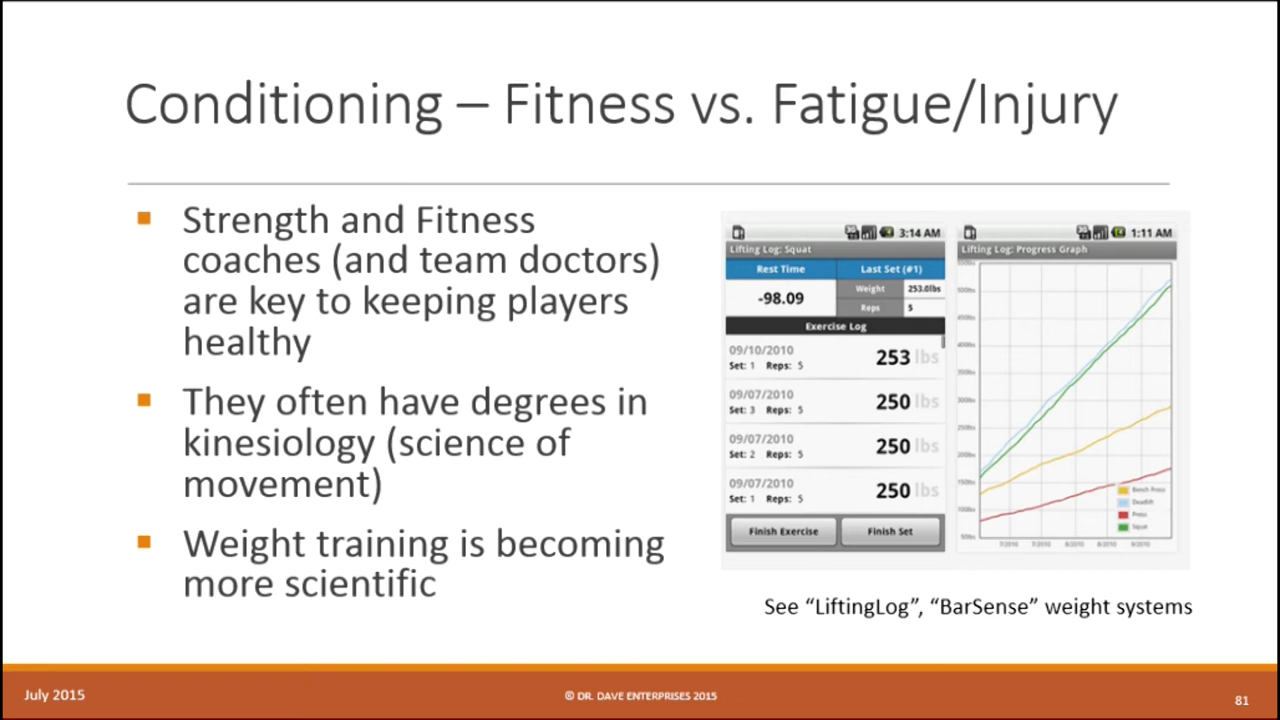 Conditioning – Fitness vs. Fatigue/Injury
Strength and Fitness
coaches (and team doctors)
are key to keeping players
healthy
They often have degrees in
kinesiology (science of
movement)
Weight training is becoming
more scientific
3:14 AM
Lifting Log: Squat
Rest Time
Last Set (#1)
-98.09
Weight 253.0lbs
Reps 5
Exercise Log
09/10/2010
253 lbs
Set: 1 Reps: 5
09/07/2010
250 lbs
Set: 3 Reps: 5
09/07/2010
250 lbs
Set: 2 Reps: 5
09/07/2010
250 lbs
Set: 1 Reps: 5
Finish Exercise
Finish Set
1:11 AM
Lifting Log: Progress Graph
Bench Press
Deadlift
Press
Squat
See “LiftingLog”, “BarSense” weight systems
July 2015
© DR. DAVE ENTERPRISES 2015
81